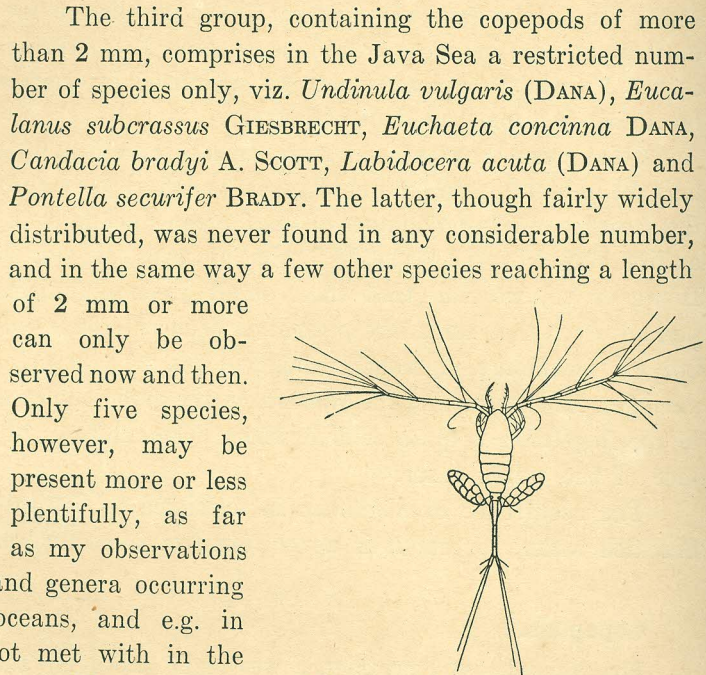 The third group, containing the copepods of more
than 2 mm, comprises in the Java Sea a restricted num-
ber of species only, viz. Undinula vulgaris (DANA), Euca-
lanus subcrassus GIESBRECHT, Euchaeta concinna DANA,
Candacia bradyi A. SCOTT, Labidocera acuta (DANA) and
Pontella securifer BRADY. The latter, though fairly widely
distributed, was never found in any considerable number,
and in the same way a few other species reaching a length
of 2 mm or more
can only be ob-
served now and then.
Only five species,
however, may be
present more or less
plentifully, as far
as my observations
nd genera occurring
oceans, and e.g. in
ot met with in the